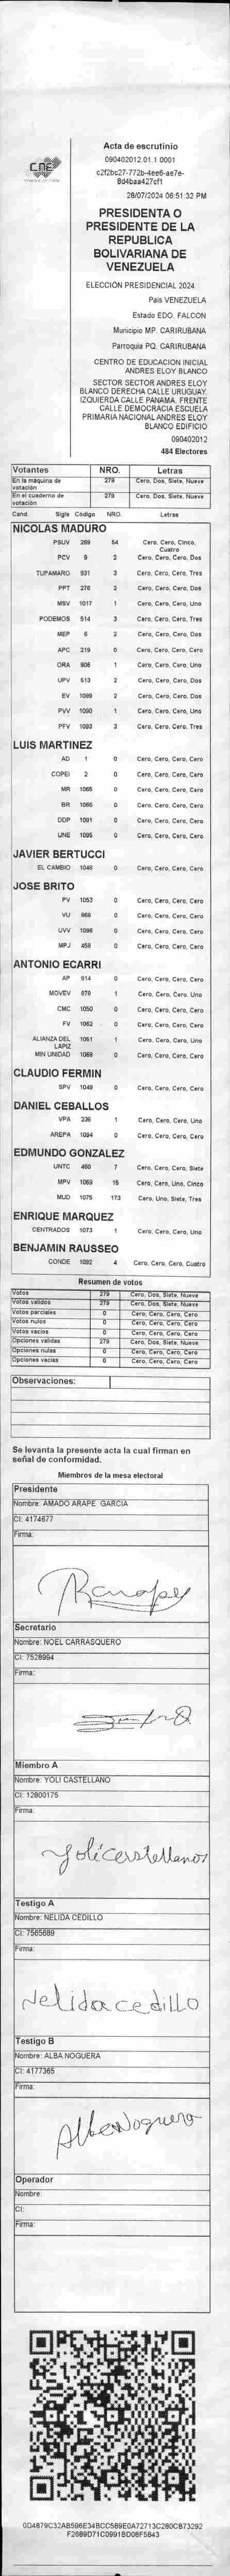 CNE
Acta de escrutinio
090402012.01.1.0001
c2f2bc27-772b-4ee6-ae7e-
8d4baa427cf1
28/07/2024 06:51:32 PM
PRESIDENTA O
PRESIDENTE DE LA
REPUBLICA
BOLIVARIANA DE
VENEZUELA
ELECCIÓN PRESIDENCIAL 2024
País VENEZUELA
Estado EDO. FALCON
Municipio MP. CARIRUBANA
Parroquia PQ. CARIRUBANA
CENTRO DE EDUCACION INICIAL
ANDRES ELOY BLANCO
SECTOR SECTOR ANDRES ELOY
BLANCO DERECHA CALLE URUGUAY.
IZQUIERDA CALLE PANAMA. FRENTE
CALLE DEMOCRACIA ESCUELA
PRIMARIA NACIONAL ANDRES ELOY
BLANCO EDIFICIO
090402012
484 Electores
Votantes NRO. Letras
En la máquina de votación 279 Cero, Dos, Siete, Nueve
En el cuaderno de votación 279 Cero, Dos, Siete, Nueve
Cand. Sigla Código NRO. Letras
NICOLAS MADURO
PSUV 269 54 Cero, Cero, Cinco, Cuatro
PCV 9 2 Cero, Cero, Cero, Dos
TUPAMARO 931 3 Cero, Cero, Cero, Tres
PPT 276 2 Cero, Cero, Cero, Dos
MSV 1017 1 Cero, Cero, Cero, Uno
PODEMOS 514 3 Cero, Cero, Cero, Tres
MEP 6 2 Cero, Cero, Cero, Dos
APC 219 0 Cero, Cero, Cero, Cero
ORA 906 1 Cero, Cero, Cero, Uno
UPV 513 2 Cero, Cero, Cero, Dos
EV 1099 2 Cero, Cero, Cero, Dos
PVV 1090 1 Cero, Cero, Cero, Uno
PFV 1093 3 Cero, Cero, Cero, Tres
LUIS MARTINEZ
AD 1 0 Cero, Cero, Cero, Cero
COPEI 2 0 Cero, Cero, Cero, Cero
MR 1065 0 Cero, Cero, Cero, Cero
BR 1066 0 Cero, Cero, Cero, Cero
DDP 1091 0 Cero, Cero, Cero, Cero
UNE 1095 0 Cero, Cero, Cero, Cero
JAVIER BERTUCCI
EL CAMBIO 1048 0 Cero, Cero, Cero, Cero
JOSE BRITO
PV 1053 0 Cero, Cero, Cero, Cero
VU 969 0 Cero, Cero, Cero, Cero
UVV 1096 0 Cero, Cero, Cero, Cero
MPJ 458 0 Cero, Cero, Cero, Cero
ANTONIO ECARRI
AP 914 0 Cero, Cero, Cero, Cero
MOVEV 679 1 Cero, Cero, Cero, Uno
CMC 1050 0 Cero, Cero, Cero, Cero
FV 1062 0 Cero, Cero, Cero, Cero
ALIANZA DEL LAPIZ 1061 1 Cero, Cero, Cero, Uno
MIN UNIDAD 1068 0 Cero, Cero, Cero, Cero
CLAUDIO FERMIN
SPV 1049 0 Cero, Cero, Cero, Cero
DANIEL CEBALLOS
VPA 236 1 Cero, Cero, Cero, Uno
AREPA 1094 0 Cero, Cero, Cero, Cero
EDMUNDO GONZALEZ
UNTC 460 7 Cero, Cero, Cero, Siete
MPV 1069 15 Cero, Cero, Uno, Cinco
MUD 1075 173 Cero, Uno, Siete, Tres
ENRIQUE MARQUEZ
CENTRADOS 1073 1 Cero, Cero, Cero, Uno
BENJAMIN RAUSSEO
CONDE 1092 4 Cero, Cero, Cero, Cuatro
Resumen de votos
Votos 279 Cero, Dos, Siete, Nueve
Votos validos 279 Cero, Dos, Siete, Nueve
Votos parciales 0 Cero, Cero, Cero, Cero
Votos nulos 0 Cero, Cero, Cero, Cero
Votos vacios 0 Cero, Cero, Cero, Cero
Opciones validas 279 Cero, Dos, Siete, Nueve
Opciones nulas 0 Cero, Cero, Cero, Cero
Opciones vacias 0 Cero, Cero, Cero, Cero
Observaciones:
Se levanta la presente acta la cual firman en
señal de conformidad.
Miembros de la mesa electoral
Presidente
Nombre: AMADO ARAPE GARCIA
CI: 4174677
Firma:
Secretario
Nombre: NOEL CARRASQUERO
CI: 7528994
Firma:
Miembro A
Nombre: YOLI CASTELLANO
CI: 12800175
Firma:
Yolicastellanos
Testigo A
Nombre: NELIDA CEDILLO
CI: 7565689
Firma:
Nelida cedillo
Testigo B
Nombre: ALBA NOGUERA
CI: 4177365
Firma:
Alba Noguera
Operador
Nombre:
CI:
Firma:
0D4879C32AB596E34BCC589E0A72713C280CB73292
F2689D71C0991BD08F5843